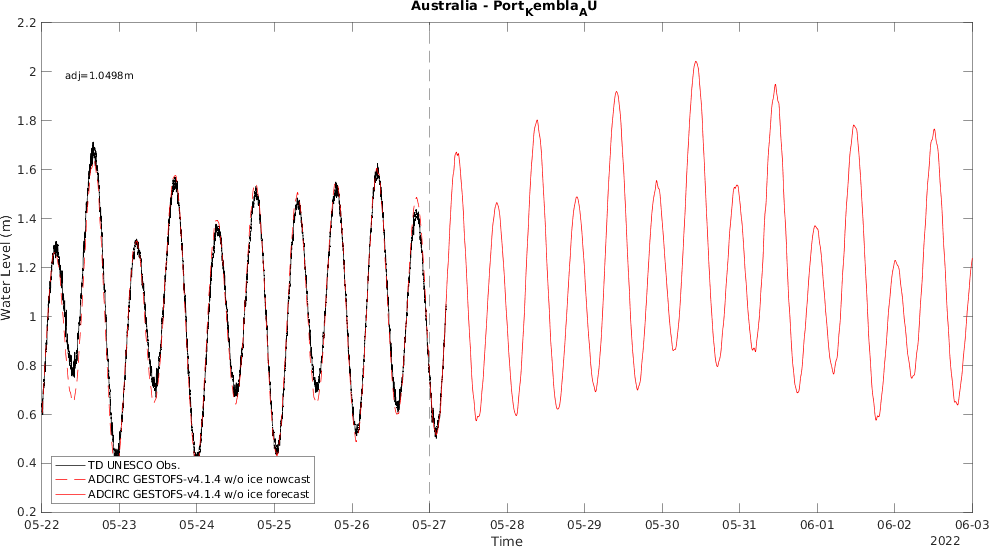 Australia - PortKemblaAU
2.2
2
1.8
1.6
1.4
1.2
1
0.8
0.6
0.4
0.2
Water Level (m)
adj=1.0498m
TD UNESCO Obs.
ADCIRC GESTOFS-v4.1.4 w/o ice nowcast
ADCIRC GESTOFS-v4.1.4 w/o ice forecast
05-22 05-23 05-24 05-25 05-26 05-27 05-28 05-29 05-30 05-31 06-01 06-02 06-03
Time
2022